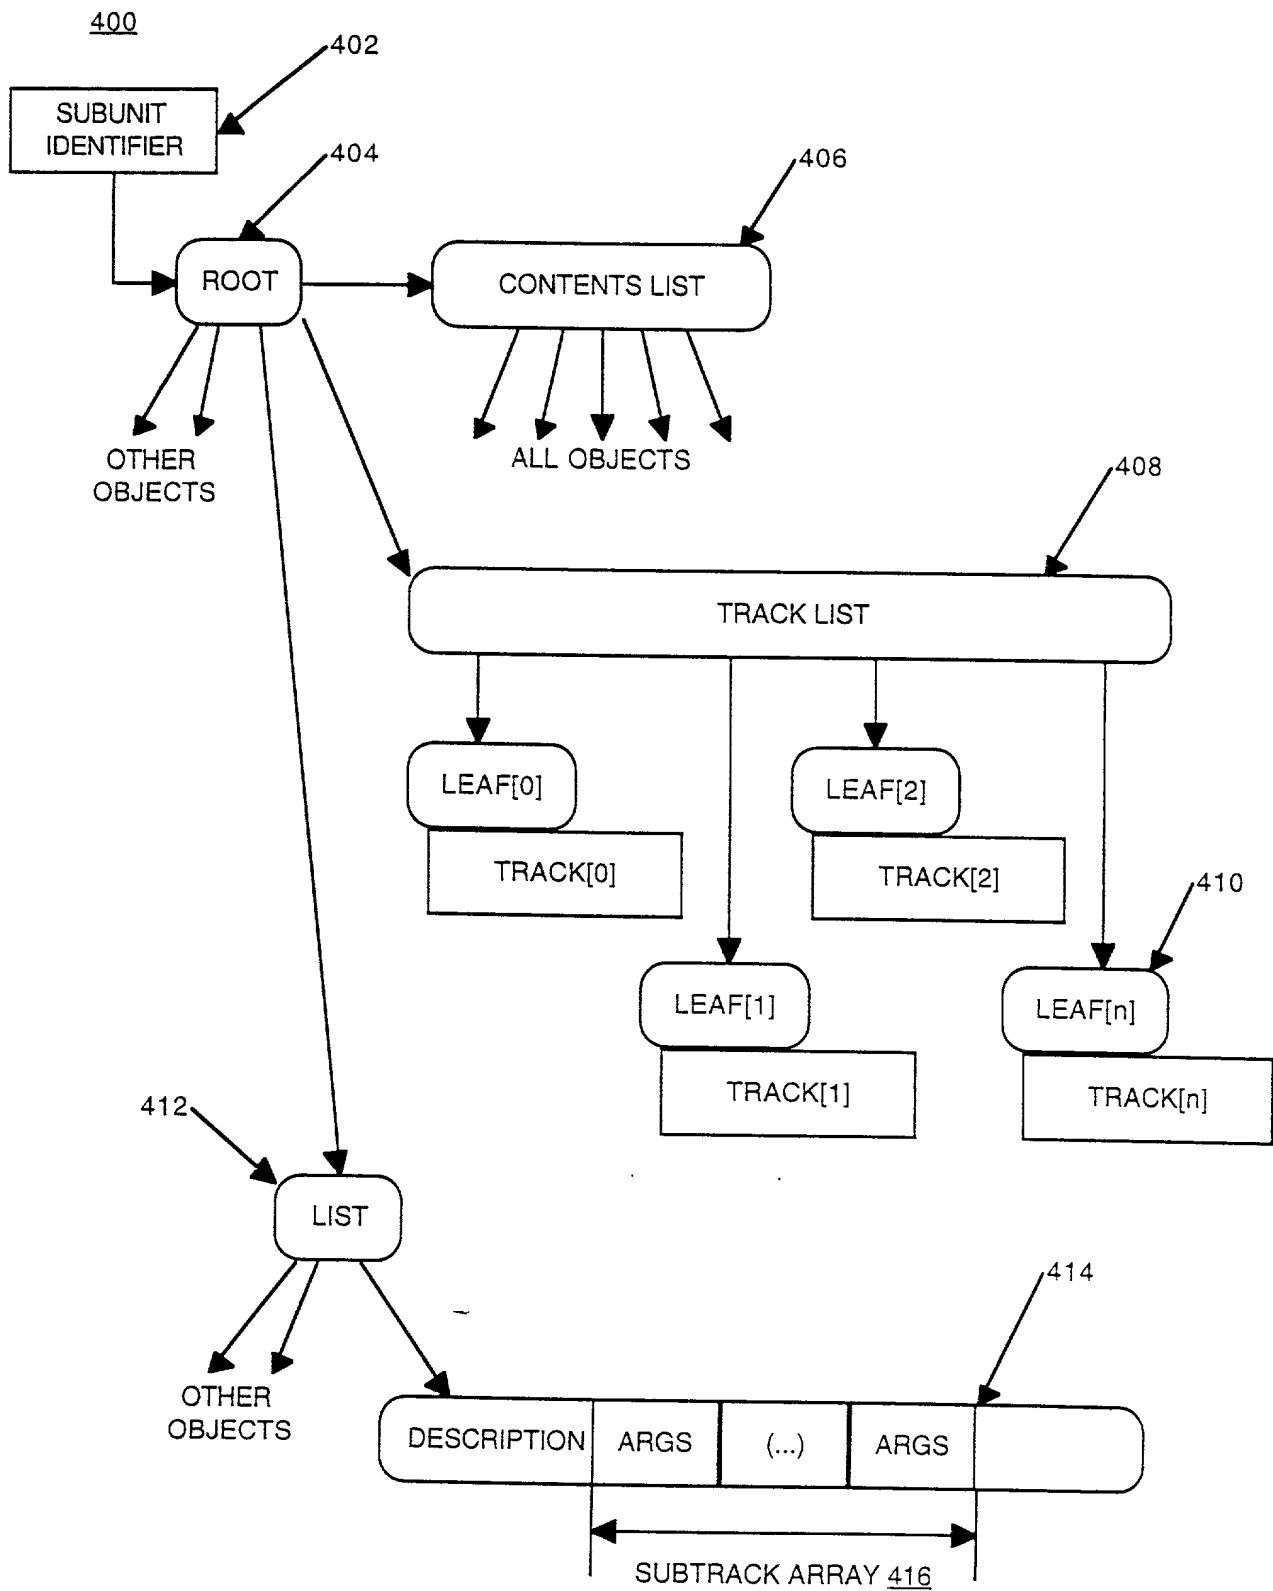 400
402
SUBUNIT
IDENTIFIER
404
406
ROOT
CONTENTS LIST
OTHER
OBJECTS
ALL OBJECTS
408
TRACK LIST
LEAF[0]
LEAF[2]
TRACK[0]
TRACK[2]
410
LEAF[1]
LEAF[n]
TRACK[1]
TRACK[n]
412
LIST
414
OTHER
OBJECTS
DESCRIPTION ARGS (...) ARGS
SUBTRACK ARRAY 416